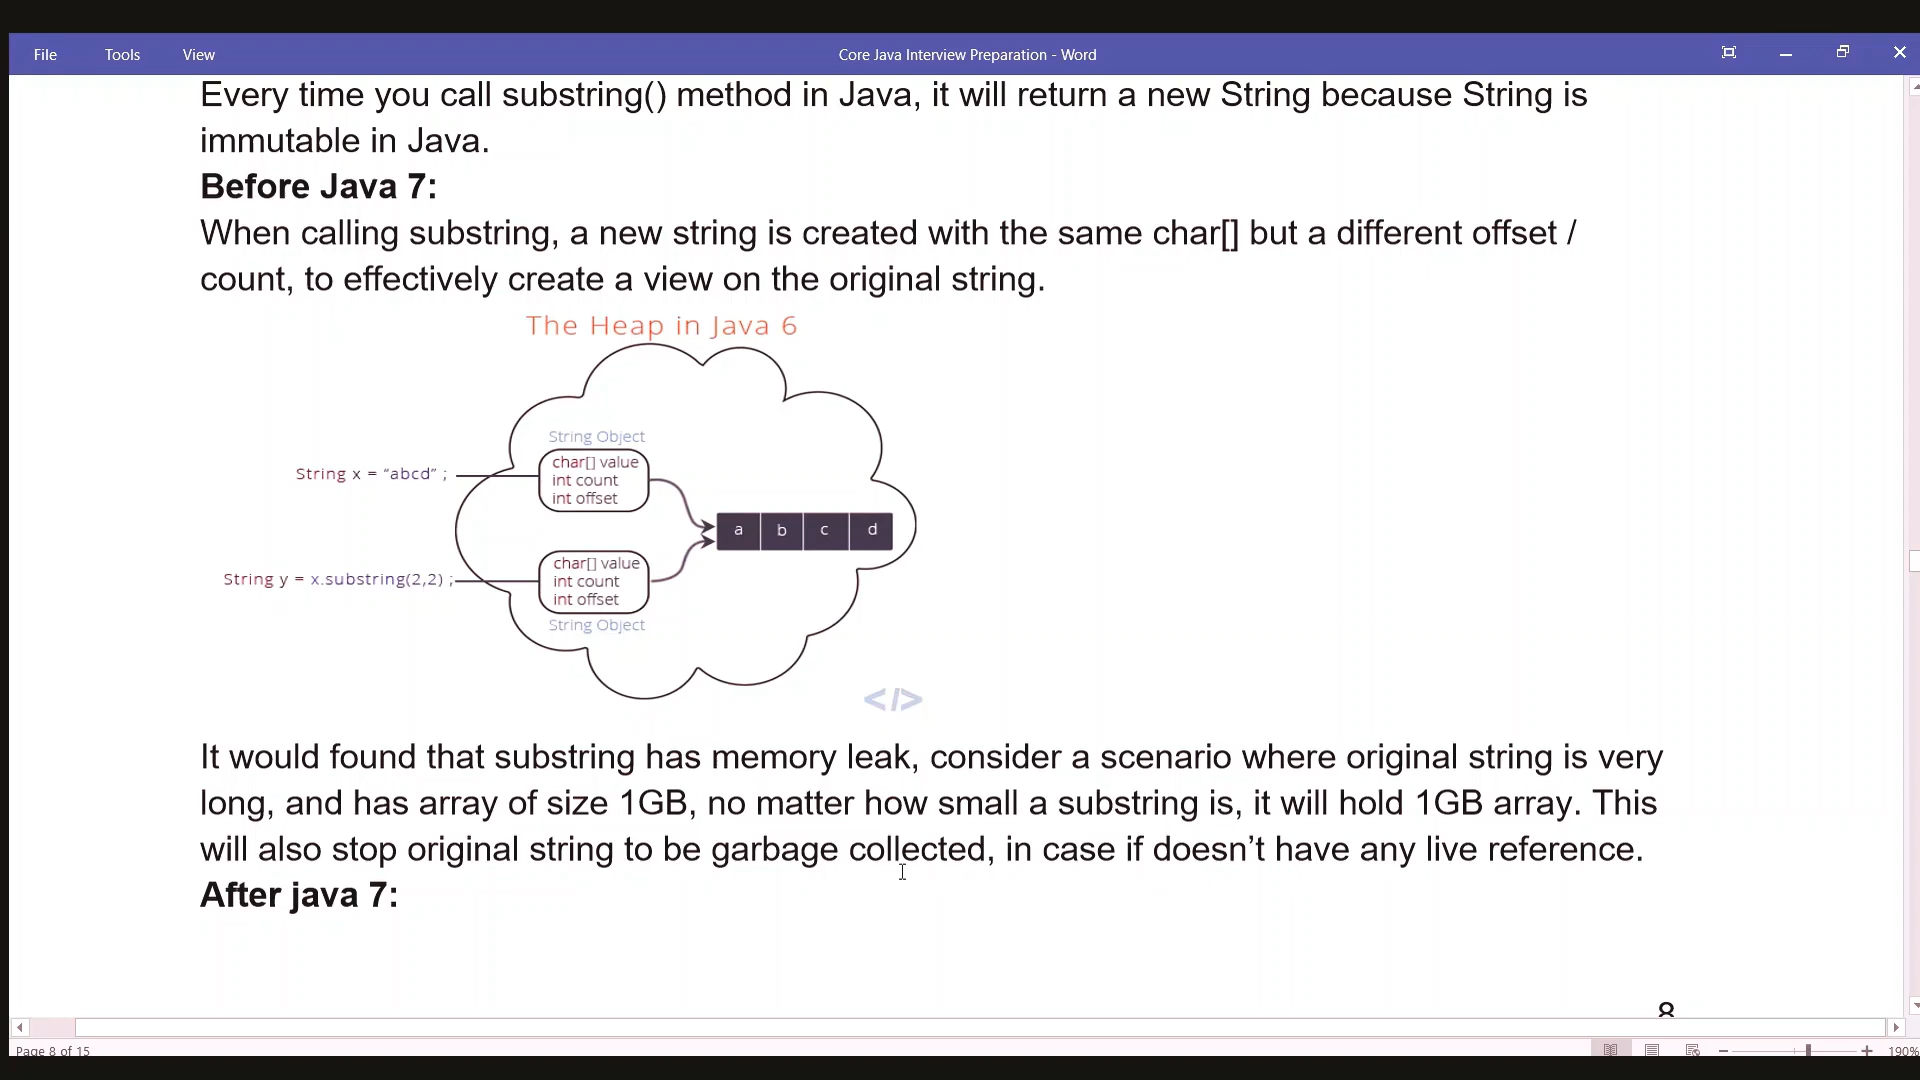 File Tools View Core Java Interview Preparation - Word
Every time you call substring() method in Java, it will return a new String because String is
immutable in Java.
Before Java 7:
When calling substring, a new string is created with the same char[] but a different offset /
count, to effectively create a view on the original string.
The Heap in Java 6
String Object
char[] value
int count
int offset
String x = “abcd” ;
a b c d
char[] value
int count
int offset
String y = x.substring(2,2) ;
String Object
</>
It would found that substring has memory leak, consider a scenario where original string is very
long, and has array of size 1GB, no matter how small a substring is, it will hold 1GB array. This
will also stop original string to be garbage collected, in case if doesn’t have any live reference.
After java 7:
8
Page 8 of 15
190%